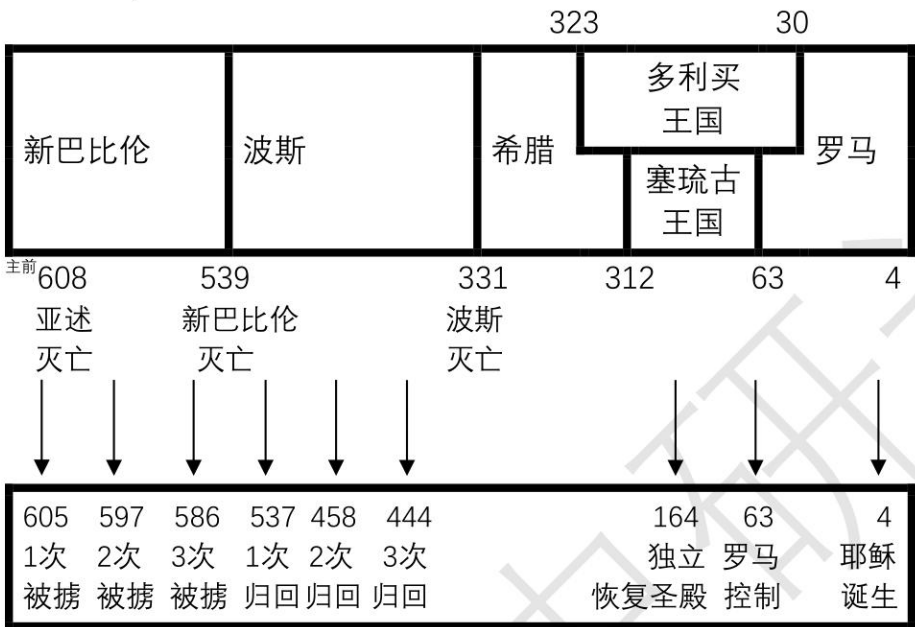 323 30
多利买
王国
新巴比伦 波斯 希腊 罗马
塞琉古
王国
主前608 539 331 312 63 4
亚述 新巴比伦 波斯
灭亡 灭亡 灭亡
605 597 586 537 458 444 164 63 4
1次 2次 3次 1次 2次 3次 独立 罗马 耶稣
被掳 被掳 被掳 归回 归回 归回 恢复圣殿 控制 诞生